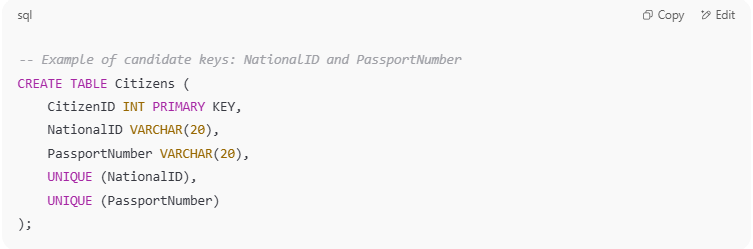 sql
Copy
Edit
-- Example of candidate keys: NationalID and PassportNumber
CREATE TABLE Citizens (
    CitizenID INT PRIMARY KEY,
    NationalID VARCHAR(20),
    PassportNumber VARCHAR(20),
    UNIQUE (NationalID),
    UNIQUE (PassportNumber)
);